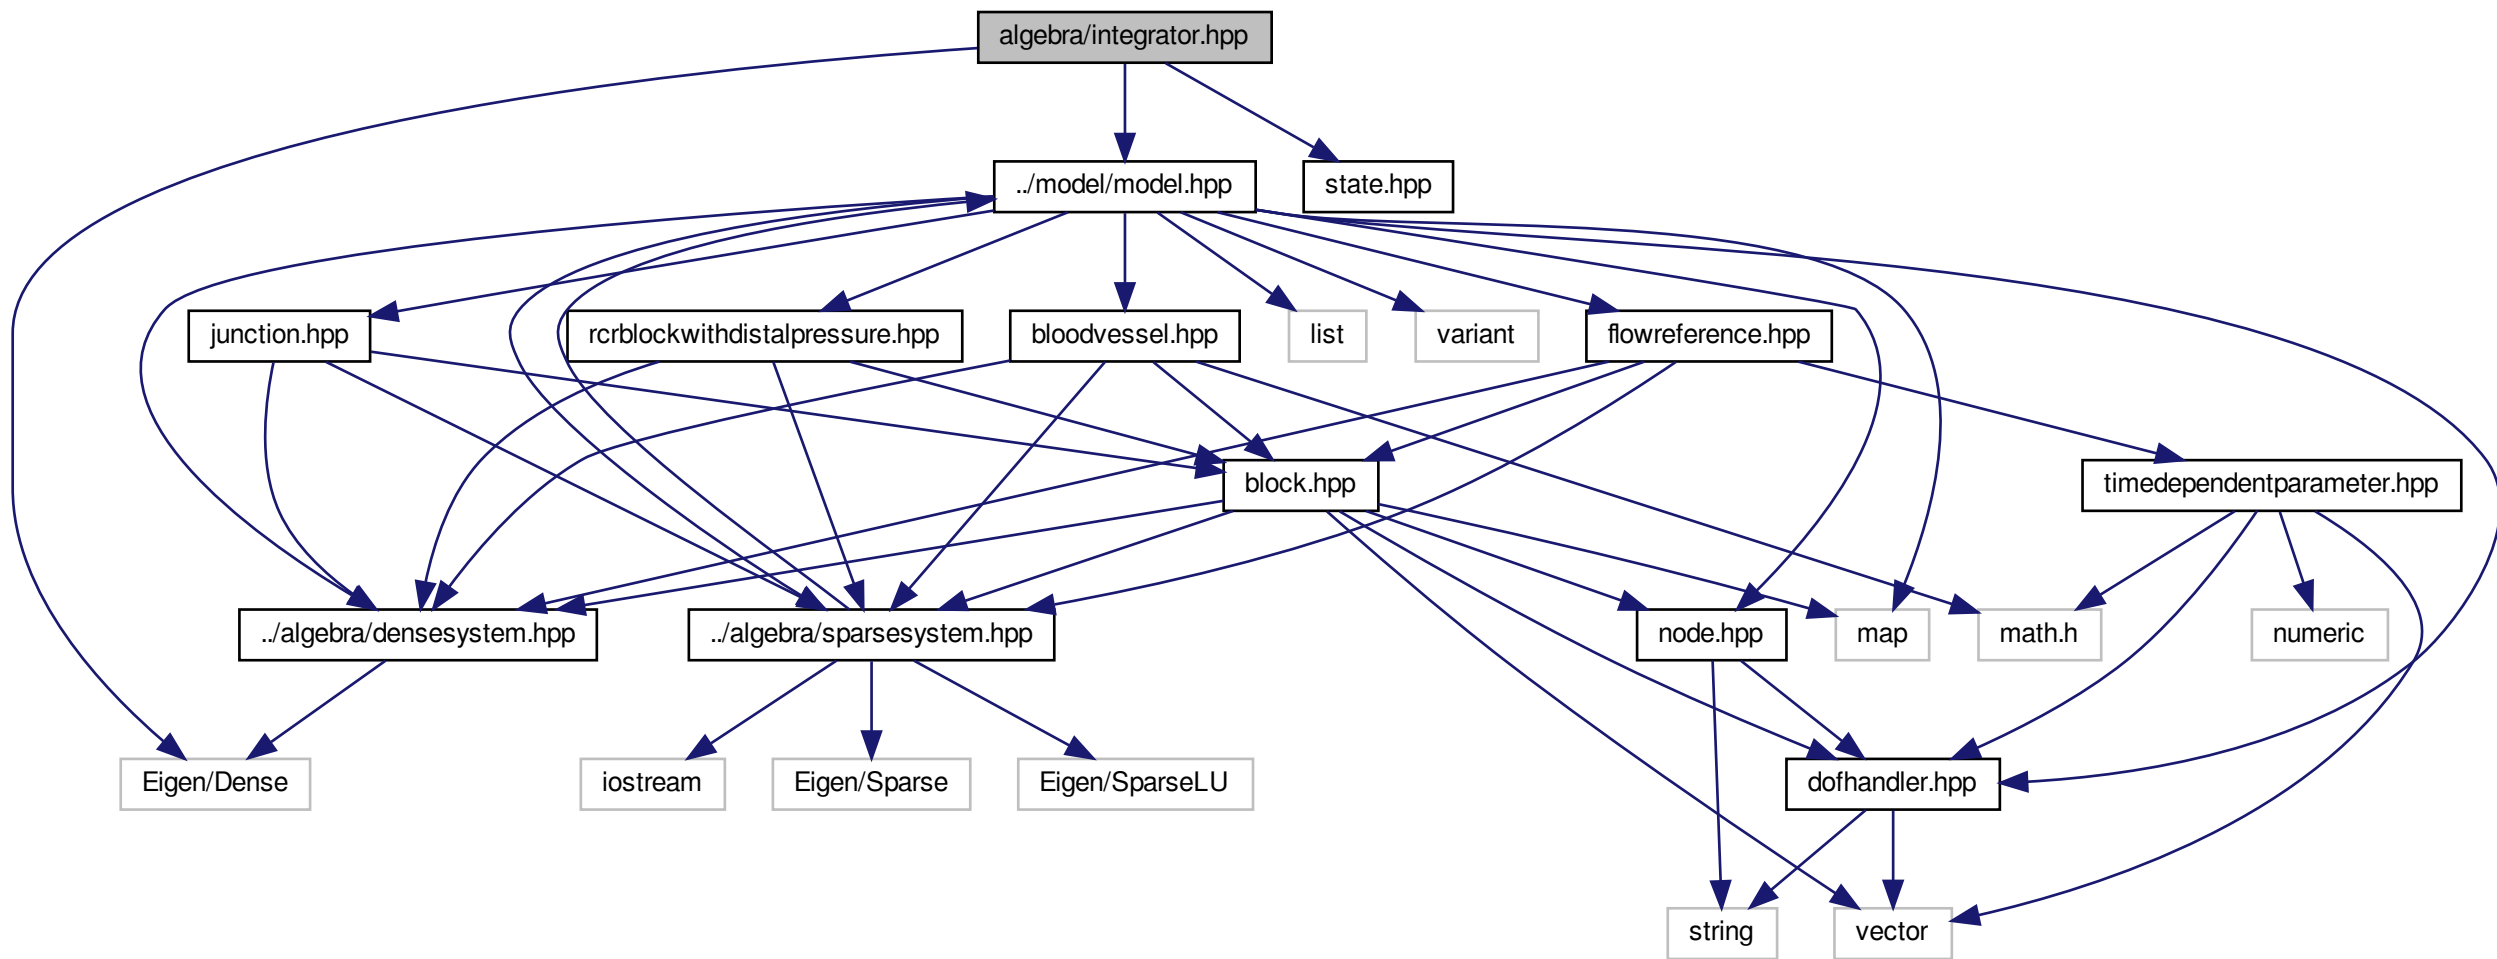 algebra/integrator.hpp
../model/model.hpp
state.hpp
junction.hpp
rcrblockwithdistalpressure.hpp
bloodvessel.hpp
list
variant
flowreference.hpp
block.hpp
timedependentparameter.hpp
../algebra/densesystem.hpp
../algebra/sparsesystem.hpp
node.hpp
map
math.h
numeric
Eigen/Dense
iostream
Eigen/Sparse
Eigen/SparseLU
dofhandler.hpp
string
vector